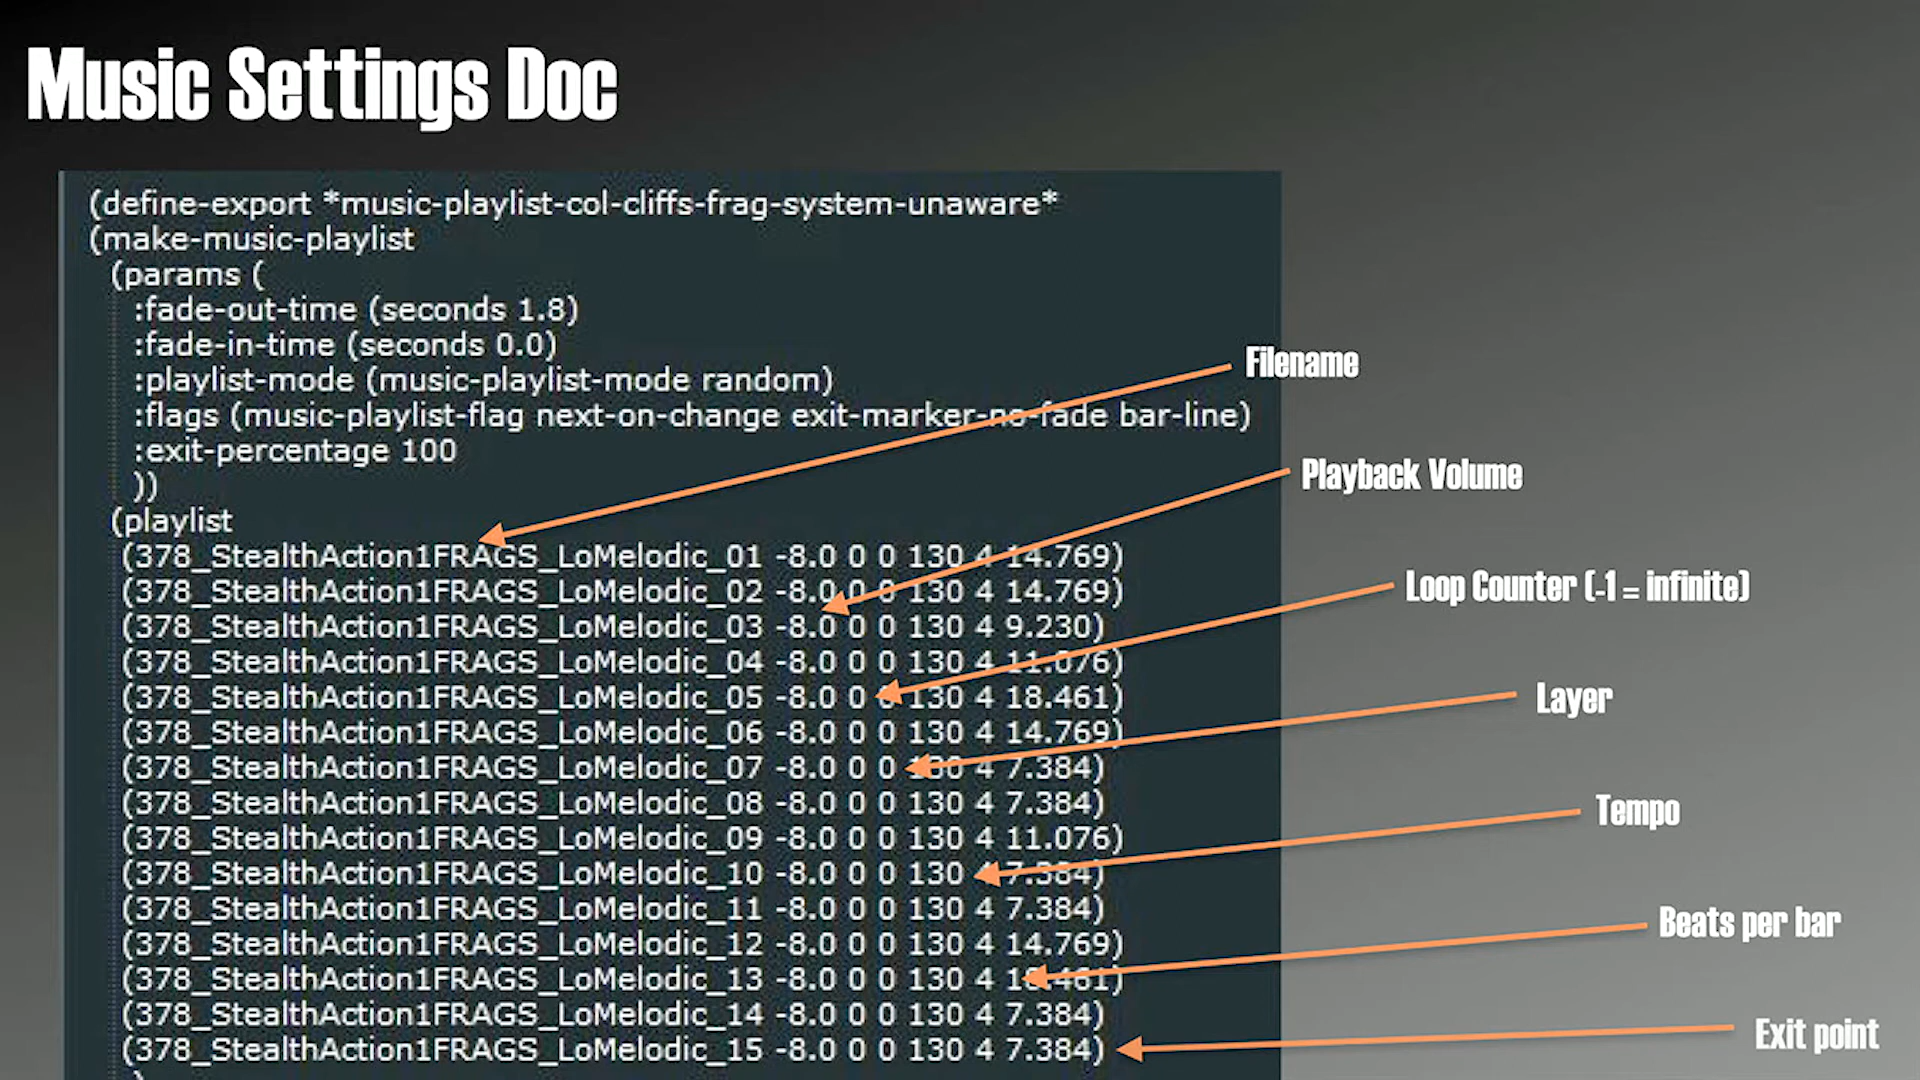 Music Settings Doc
(define-export *music-playlist-col-cliffs-frag-system-unaware*
(make-music-playlist
(params (
:fade-out-time (seconds 1.8)
:fade-in-time (seconds 0.0)
:playlist-mode (music-playlist-mode random)
:flags (music-playlist-flag next-on-change exit-marker-no-fade bar-line)
:exit-percentage 100
))
(playlist
(378_StealthAction1FRAGS_LoMelodic_01 -8.0 0 0 130 4 14.769)
(378_StealthAction1FRAGS_LoMelodic_02 -8.0 0 0 130 4 14.769)
(378_StealthAction1FRAGS_LoMelodic_03 -8.0 0 0 130 4 9.230)
(378_StealthAction1FRAGS_LoMelodic_04 -8.0 0 0 130 4 11.076)
(378_StealthAction1FRAGS_LoMelodic_05 -8.0 0 0 130 4 18.461)
(378_StealthAction1FRAGS_LoMelodic_06 -8.0 0 0 130 4 14.769)
(378_StealthAction1FRAGS_LoMelodic_07 -8.0 0 0 130 4 7.384)
(378_StealthAction1FRAGS_LoMelodic_08 -8.0 0 0 130 4 7.384)
(378_StealthAction1FRAGS_LoMelodic_09 -8.0 0 0 130 4 11.076)
(378_StealthAction1FRAGS_LoMelodic_10 -8.0 0 0 130 4 7.384)
(378_StealthAction1FRAGS_LoMelodic_11 -8.0 0 0 130 4 7.384)
(378_StealthAction1FRAGS_LoMelodic_12 -8.0 0 0 130 4 14.769)
(378_StealthAction1FRAGS_LoMelodic_13 -8.0 0 0 130 4 18.461)
(378_StealthAction1FRAGS_LoMelodic_14 -8.0 0 0 130 4 7.384)
(378_StealthAction1FRAGS_LoMelodic_15 -8.0 0 0 130 4 7.384)
)
Filename
Playback Volume
Loop Counter (-1 = infinite)
Layer
Tempo
Beats per bar
Exit point